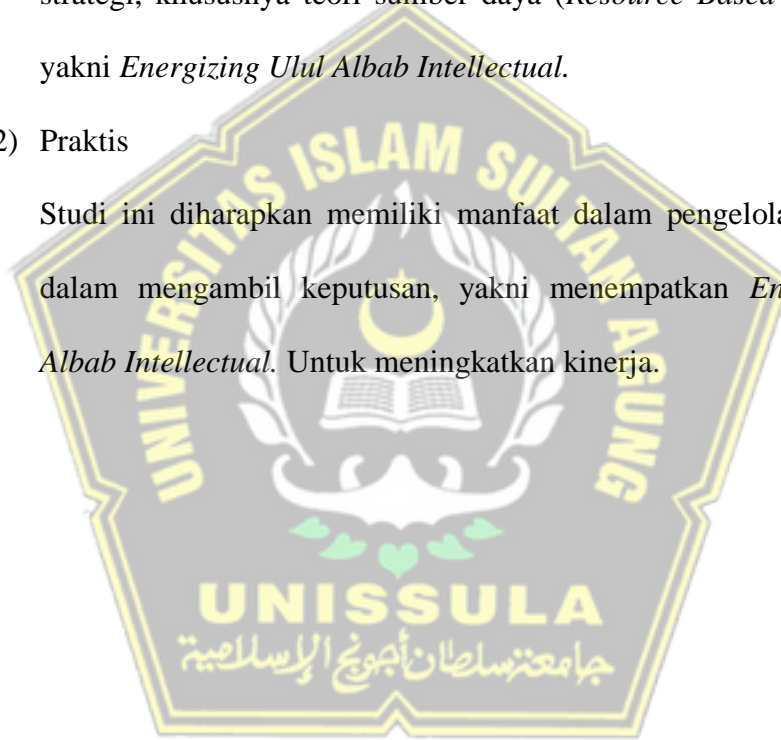 strategi, khususnya teori sumber daya (Resource Based
yakni Energizing Ulul Albab Intellectual.
2) Praktis
Studi ini diharapkan memiliki manfaat dalam pengelola
dalam mengambil keputusan, yakni menempatkan En
Albab Intellectual. Untuk meningkatkan kinerja.
UNIVERSITAS ISLAM SULTAN AGUNG
UNISSULA
جامعة سلطان أجونج الإسلامية